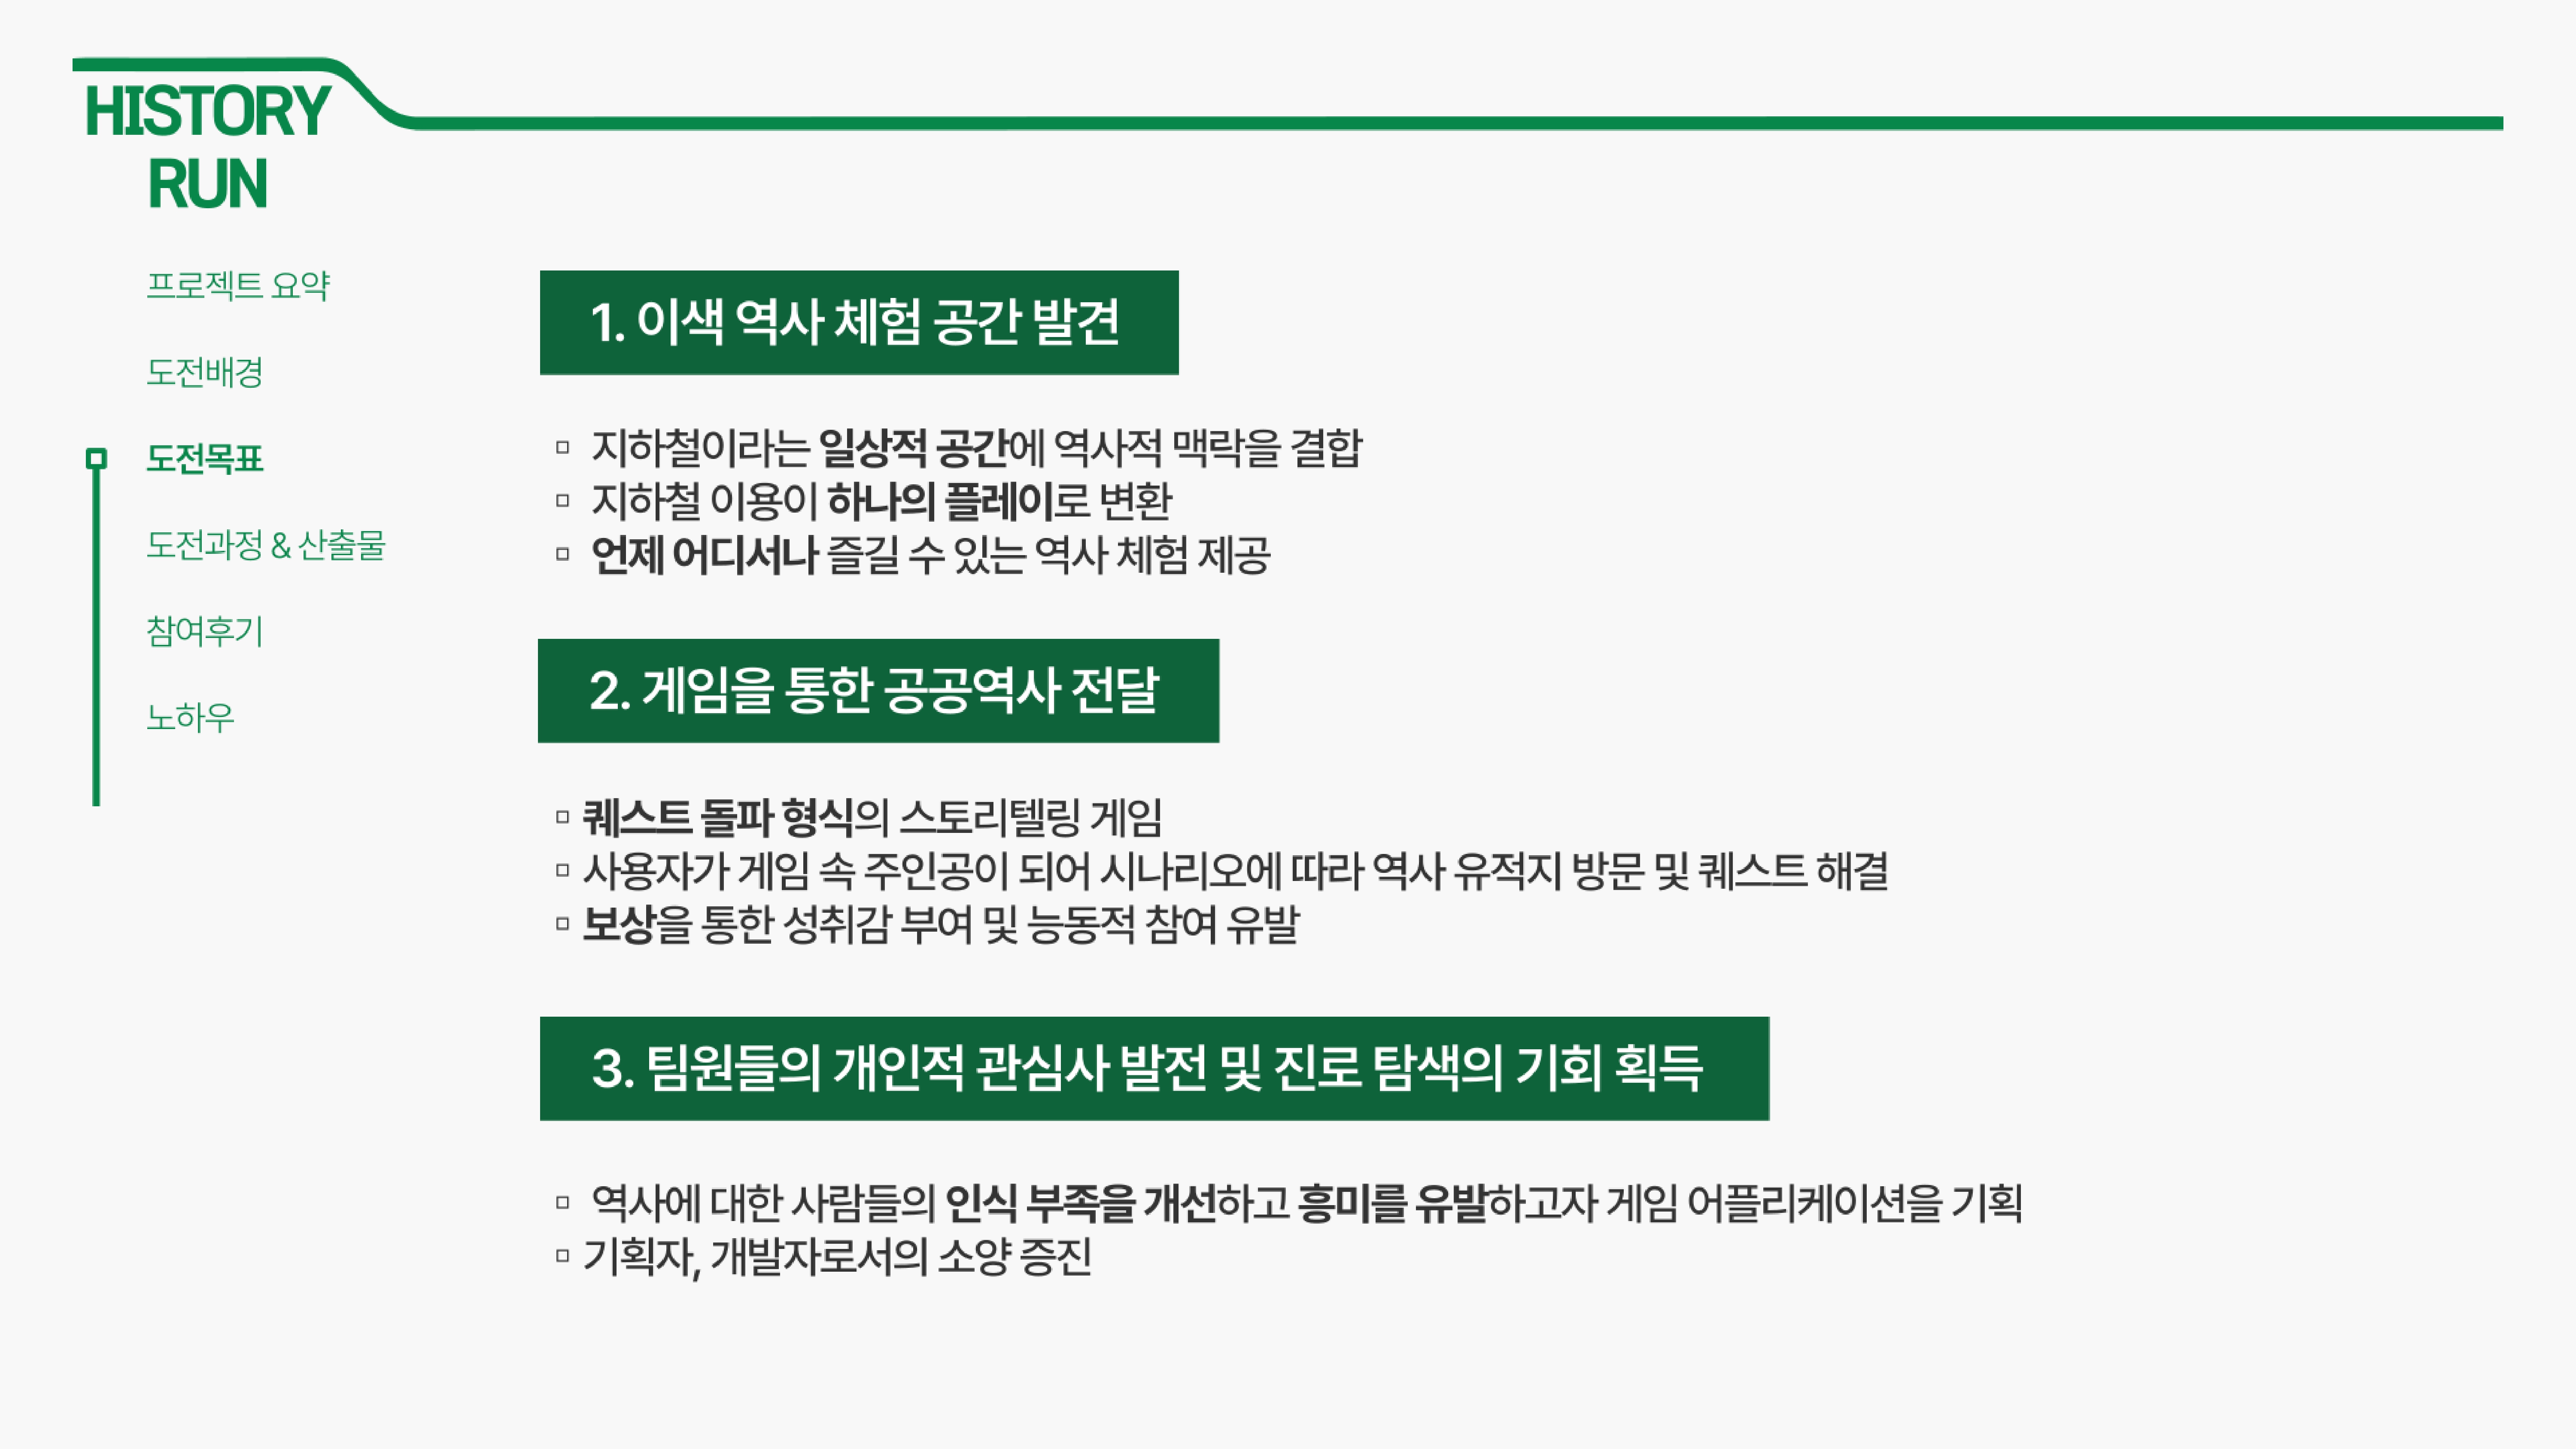 HISTORY
RUN
프로젝트 요약
도전배경
도전목표
도전과정 & 산출물
참여후기
노하우
1. 이색 역사 체험 공간 발견
▫ 지하철이라는 일상적 공간에 역사적 맥락을 결합
▫ 지하철 이용이 하나의 플레이로 변환
▫ 언제 어디서나 즐길 수 있는 역사 체험 제공
2. 게임을 통한 공공역사 전달
▫ 퀘스트 돌파 형식의 스토리텔링 게임
▫ 사용자가 게임 속 주인공이 되어 시나리오에 따라 역사 유적지 방문 및 퀘스트 해결
▫ 보상을 통한 성취감 부여 및 능동적 참여 유발
3. 팀원들의 개인적 관심사 발전 및 진로 탐색의 기회 획득
▫ 역사에 대한 사람들의 인식 부족을 개선하고 흥미를 유발하고자 게임 어플리케이션을 기획
▫ 기획자, 개발자로서의 소양 증진